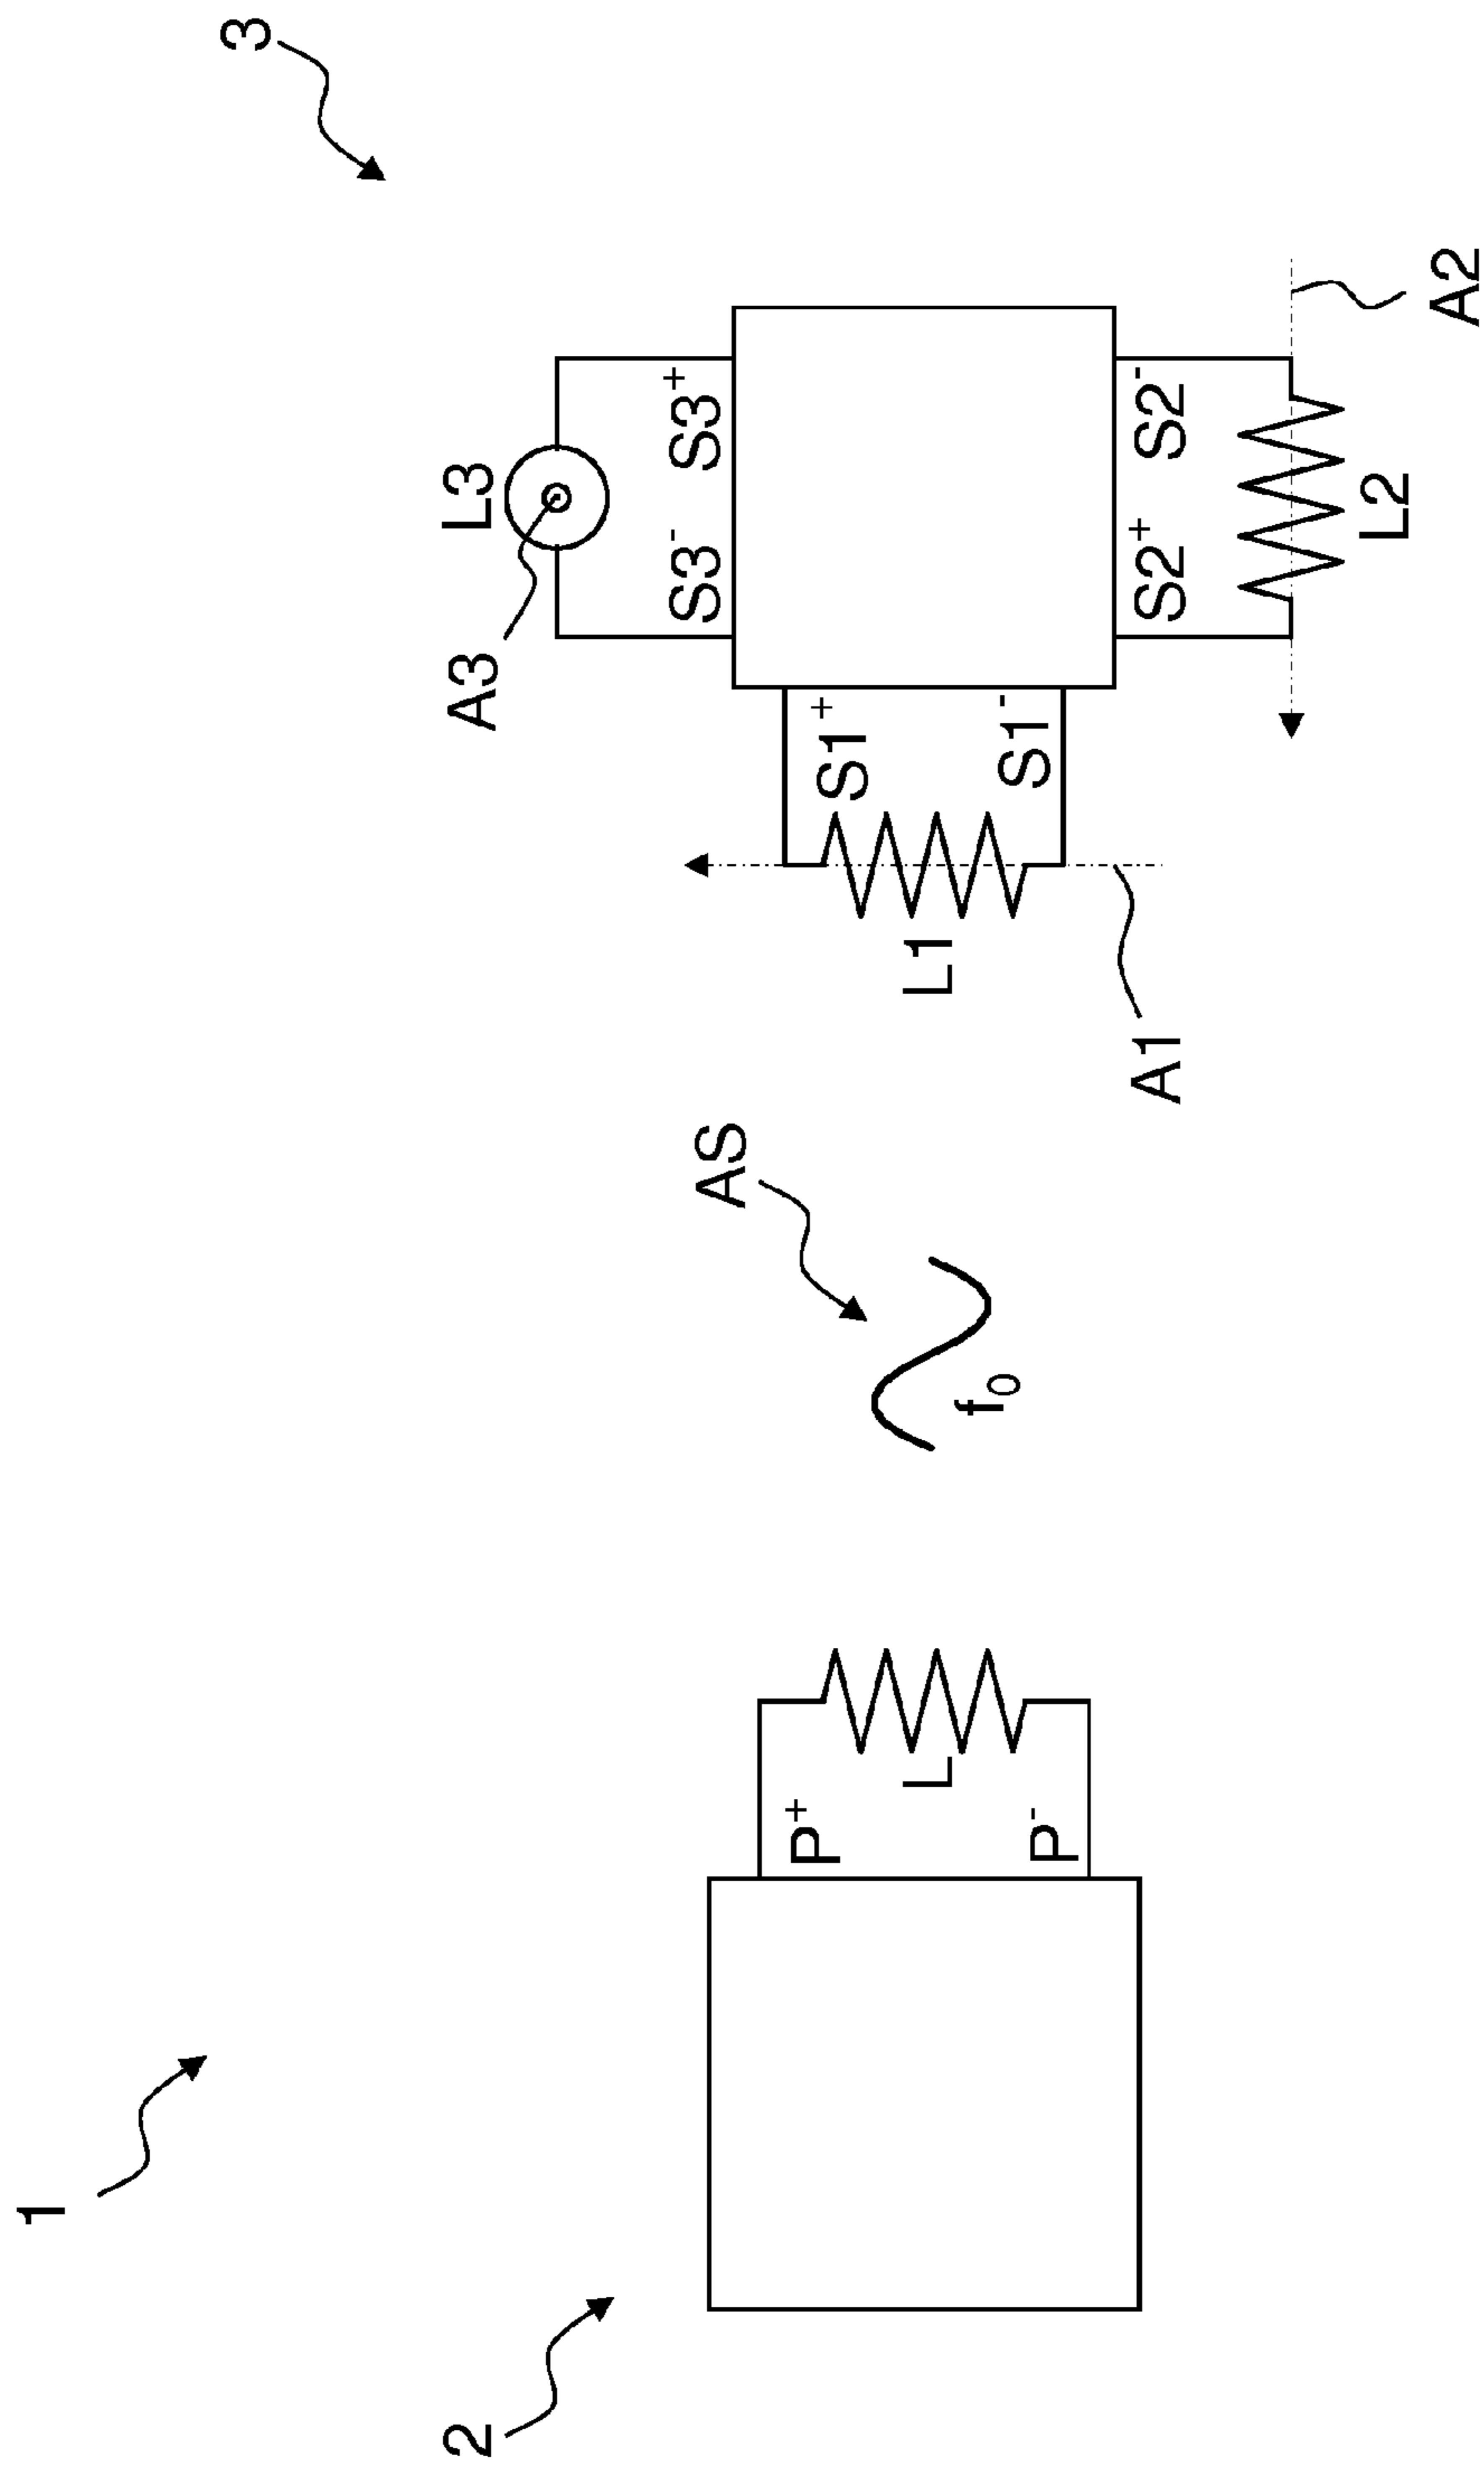 1
3
2
A3
L3
S3⁻
S3⁺
AS
P⁺
S1⁺
L
L1
f₀
S1⁻
P⁻
A1
S2⁺
S2⁻
L2
A2